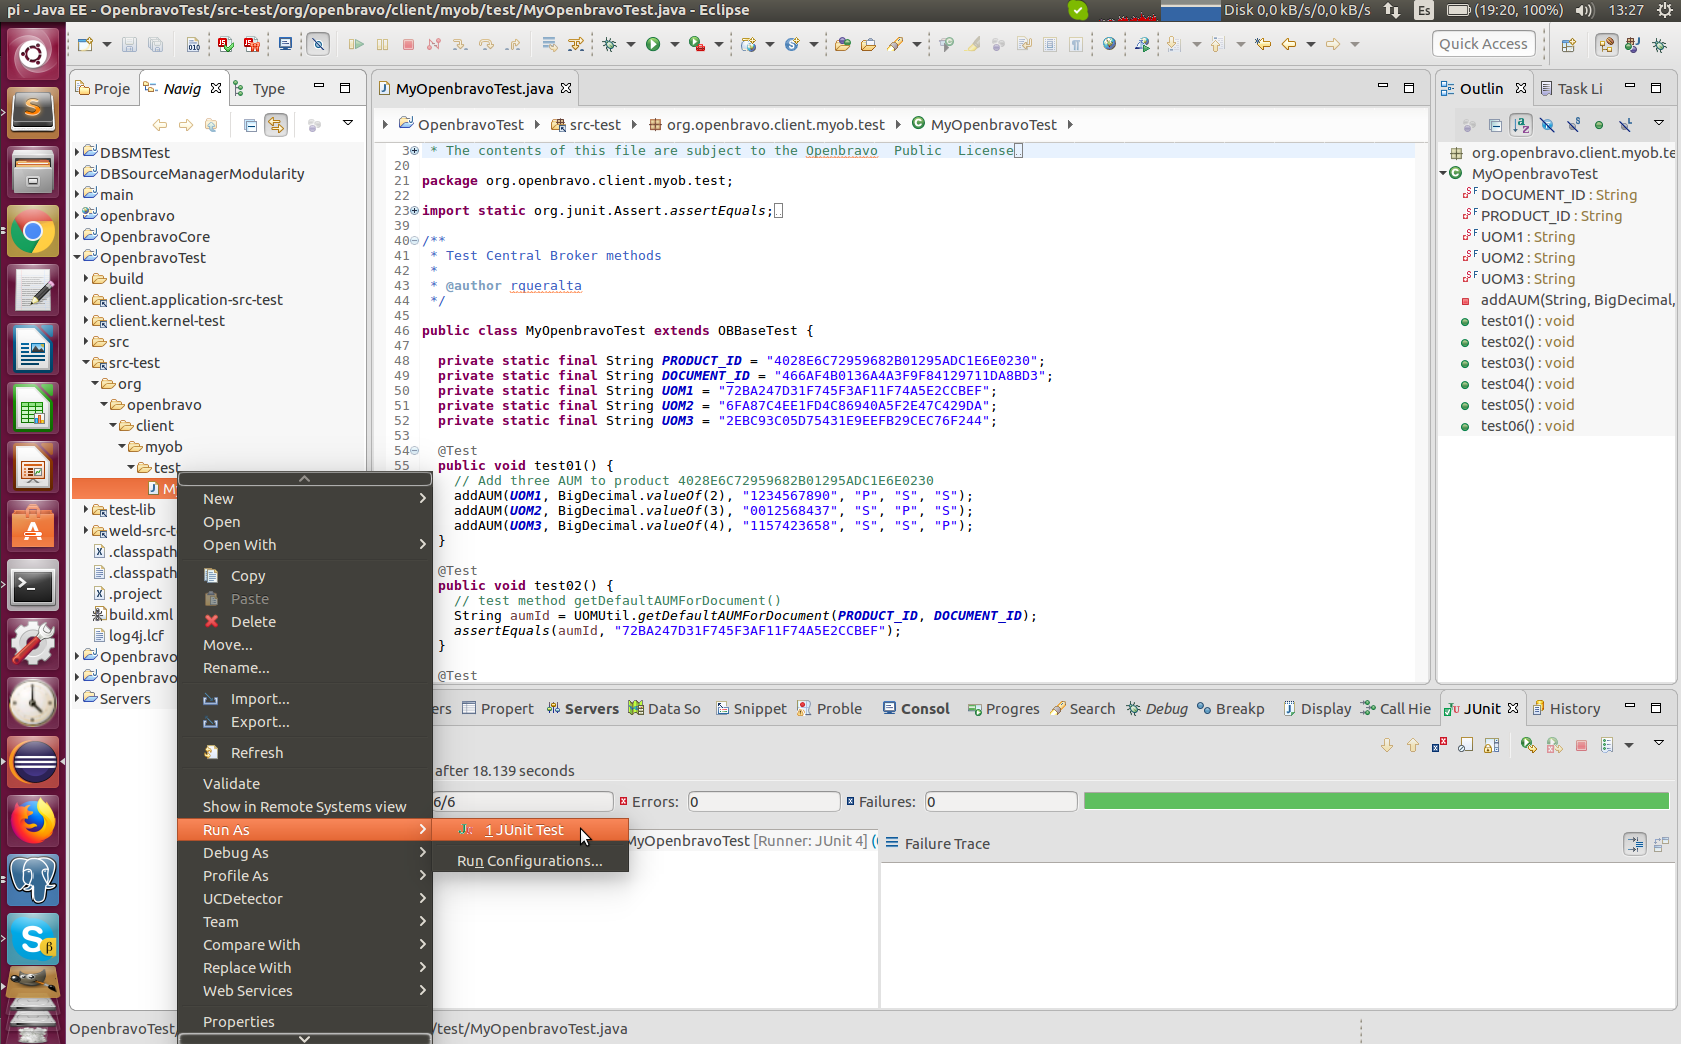 pi - Java EE - OpenbravoTest/src-test/org/openbravo/client/myob/test/MyOpenbravoTest.java - Eclipse
Disk 0,0 kB/s/0,0 kB/s
Es
(19:20, 100%)
13:27
Quick Access
Proje
Navig
Type
DBSMTest
DBSourceManagerModularity
main
openbravo
OpenbravoCore
OpenbravoTest
build
client.application-src-test
client.kernel-test
src
src-test
org
openbravo
client
myob
test
My
test-lib
weld-src-t
.classpath
.classpath
.project
build.xml
log4j.lcf
Openbravo
Openbravo
Servers
MyOpenbravoTest.java
OpenbravoTest
src-test
org.openbravo.client.myob.test
MyOpenbravoTest
3 * The contents of this file are subject to the Openbravo  Public  License
20
21 package org.openbravo.client.myob.test;
22
23 import static org.junit.Assert.assertEquals;
39
40 /**
41  * Test Central Broker methods
42  *
43  * @author rqueralta
44  */
45
46 public class MyOpenbravoTest extends OBBaseTest {
47
48   private static final String PRODUCT_ID = "4028E6C72959682B01295ADC1E6E0230";
49   private static final String DOCUMENT_ID = "466AF4B0136A4A3F9F84129711DA8BD3";
50   private static final String UOM1 = "72BA247D31F745F3AF11F74A5E2CCBEF";
51   private static final String UOM2 = "6FA87C4EE1FD4C86940A5F2E47C429DA";
52   private static final String UOM3 = "2EBC93C05D75431E9EEFB29CEC76F244";
53
54   @Test
55   public void test01() {
    // Add three AUM to product 4028E6C72959682B01295ADC1E6E0230
    addAUM(UOM1, BigDecimal.valueOf(2), "1234567890", "P", "S", "S");
    addAUM(UOM2, BigDecimal.valueOf(3), "0012568437", "S", "P", "S");
    addAUM(UOM3, BigDecimal.valueOf(4), "1157423658", "S", "S", "P");
  }
  @Test
  public void test02() {
    // test method getDefaultAUMForDocument()
    String aumId = UOMUtil.getDefaultAUMForDocument(PRODUCT_ID, DOCUMENT_ID);
    assertEquals(aumId, "72BA247D31F745F3AF11F74A5E2CCBEF");
  }
  @Test
Outlin
Task Li
org.openbravo.client.myob.te
MyOpenbravoTest
DOCUMENT_ID : String
PRODUCT_ID : String
UOM1 : String
UOM2 : String
UOM3 : String
addAUM(String, BigDecimal,
test01() : void
test02() : void
test03() : void
test04() : void
test05() : void
test06() : void
New
Open
Open With
Copy
Paste
Delete
Move...
Rename...
Import...
Export...
Refresh
Validate
Show in Remote Systems view
Run As
Debug As
Profile As
UCDetector
Team
Compare With
Replace With
Web Services
Properties
1 JUnit Test
Run Configurations...
ers
Propert
Servers
Data So
Snippet
Proble
Consol
Progres
Search
Debug
Breakp
Display
Call Hie
JUnit
History
after 18.139 seconds
6/6
Errors: 0
Failures: 0
MyOpenbravoTest [Runner: JUnit 4] (
Failure Trace
OpenbravoTest/
/test/MyOpenbravoTest.java